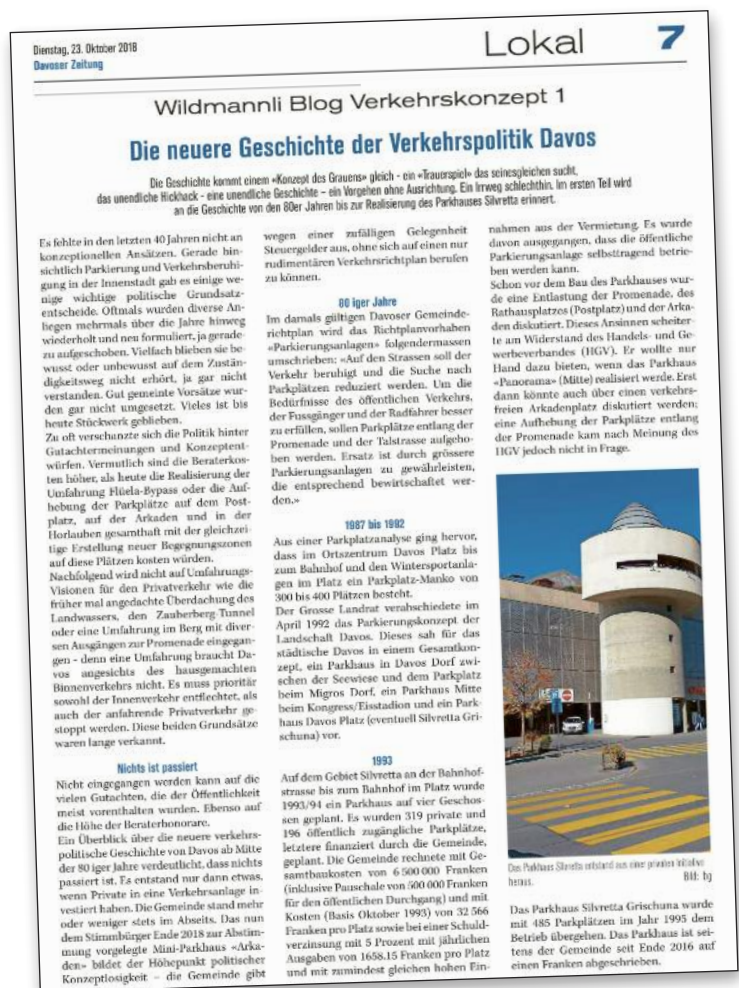 Dienstag, 23. Oktober 2018
Davoser Zeitung
Lokal
7
Wildmannli Blog Verkehrskonzept 1
Die neuere Geschichte der Verkehrspolitik Davos
Die Geschichte kommt einem «Konzept des Grauens» gleich - ein «Trauerspiel» das seinesgleichen sucht,
das unendliche Hickhack - eine unendliche Geschichte – ein Vorgehen ohne Ausrichtung. Ein Irrweg schlechthin. Im ersten Teil wird
an die Geschichte von den 80er Jahren bis zur Realisierung des Parkhauses Silvretta erinnert.
Es fehlte in den letzten 40 Jahren nicht an
konzeptionellen Ansätzen. Gerade hin-
sichtlich Parkierung und Verkehrsberuhi-
gung in der Innenstadt gab es einige we-
nige wichtige politische Grundsatz-
entscheide. Oftmals wurden diverse An-
liegen mehrmals über die Jahre hinweg
wiederholt und neu formuliert, ja gerade-
zu aufgeschoben. Vielfach blieben sie be-
wusst oder unbewusst auf dem Zustän-
digkeitsweg nicht erhört, ja gar nicht
verstanden. Gut gemeinte Vorsätze wur-
den gar nicht umgesetzt. Vieles ist bis
heute Stückwerk geblieben.
Zu oft verschanzte sich die Politik hinter
Gutachtermeinungen und Konzeptent-
würfen. Vermutlich sind die Beraterkos-
ten höher, als heute die Realisierung der
Umfahrung Flüela-Bypass oder die Auf-
hebung der Parkplätze auf dem Post-
platz, auf der Arkaden und in der
Horlauben gesamthaft mit der gleichzei-
tige Erstellung neuer Begegnungszonen
auf diese Plätzen kosten würden.
Nachfolgend wird nicht auf Umfahrungs-
Visionen für den Privatverkehr wie die
früher mal angedachte Überdachung des
Landwassers, den Zauberberg-Tunnel
oder eine Umfahrung im Berg mit diver-
sen Ausgängen zur Promenade eingegan-
gen - denn eine Umfahrung braucht Da-
vos angesichts des hausgemachten
Binnenverkehrs nicht. Es muss prioritär
sowohl der Innenverkehr entflechtet, als
auch der anfahrende Privatverkehr ge-
stoppt werden. Diese beiden Grundsätze
waren lange verkannt.
Nichts ist passiert
Nicht eingegangen werden kann auf die
vielen Gutachten, die der Öffentlichkeit
meist vorenthalten wurden. Ebenso auf
die Höhe der Beraterhonorare.
Ein Überblick über die neuere verkehrs-
politische Geschichte von Davos ab Mitte
der 80 iger Jahre verdeutlicht, dass nichts
passiert ist. Es entstand nur dann etwas,
wenn Private in eine Verkehrsanlage in-
vestiert haben. Die Gemeinde stand mehr
oder weniger stets im Abseits. Das nun
dem Stimmbürger Ende 2018 zur Abstim-
mung vorgelegte Mini-Parkhaus «Arka-
den» bildet der Höhepunkt politischer
Konzeptlosigkeit – die Gemeinde gibt
wegen einer zufälligen Gelegenheit
Steuergelder aus, ohne sich auf einen nur
rudimentären Verkehrsrichtplan berufen
zu können.
80 iger Jahre
Im damals gültigen Davoser Gemeinde-
richtplan wird das Richtplanvorhaben
«Parkierungsanlagen» folgendermassen
umschrieben: «Auf den Strassen soll der
Verkehr beruhigt und die Suche nach
Parkplätzen reduziert werden. Um die
Bedürfnisse des öffentlichen Verkehrs,
der Fussgänger und der Radfahrer besser
zu erfüllen, sollen Parkplätze entlang der
Promenade und der Talstrasse aufgeho-
ben werden. Ersatz ist durch grössere
Parkierungsanlagen zu gewährleisten,
die entsprechend bewirtschaftet wer-
den.»
1987 bis 1992
Aus einer Parkplatzanalyse ging hervor,
dass im Ortszentrum Davos Platz bis
zum Bahnhof und den Wintersportanla-
gen im Platz ein Parkplatz-Manko von
300 bis 400 Plätzen besteht.
Der Grosse Landrat verabschiedete im
April 1992 das Parkierungskonzept der
Landschaft Davos. Dieses sah für das
städtische Davos in einem Gesamtkon-
zept, ein Parkhaus in Davos Dorf zwi-
schen der Seewiese und dem Parkplatz
beim Migros Dorf, ein Parkhaus Mitte
beim Kongress/Eisstadion und ein Park-
haus Davos Platz (eventuell Silvretta Gri-
schuna) vor.
1993
Auf dem Gebiet Silvretta an der Bahnhof-
strasse bis zum Bahnhof im Platz wurde
1993/94 ein Parkhaus auf vier Geschos-
sen geplant. Es wurden 319 private und
196 öffentlich zugängliche Parkplätze,
letztere finanziert durch die Gemeinde,
geplant. Die Gemeinde rechnete mit Ge-
samtbaukosten von 6 500 000 Franken
(inklusive Pauschale von 500 000 Franken
für den öffentlichen Durchgang) und mit
Kosten (Basis Oktober 1993) von 32 566
Franken pro Platz sowie bei einer Schuld-
verzinsung mit 5 Prozent mit jährlichen
Ausgaben von 1658.15 Franken pro Platz
und mit zumindest gleichen hohen Ein-
nahmen aus der Vermietung. Es wurde
davon ausgegangen, dass die öffentliche
Parkierungsanlage selbsttragend betrie-
ben werden kann.
Schon vor dem Bau des Parkhauses wur-
de eine Entlastung der Promenade, des
Rathausplatzes (Postplatz) und der Arka-
den diskutiert. Dieses Ansinnen scheiter-
te am Widerstand des Handels- und Ge-
werbeverbandes (HGV). Er wollte nur
Hand dazu bieten, wenn das Parkhaus
«Panorama» (Mitte) realisiert werde. Erst
dann könnte auch über einen verkehrs-
freien Arkadenplatz diskutiert werden;
eine Aufhebung der Parkplätze entlang
der Promenade kam nach Meinung des
HGV jedoch nicht in Frage.
Das Parkhaus Silvretta entstand aus einer privaten Initiative
heraus.
Bild: bg
Das Parkhaus Silvretta Grischuna wurde
mit 485 Parkplätzen im Jahr 1995 dem
Betrieb übergehen. Das Parkhaus ist sei-
tens der Gemeinde seit Ende 2016 auf
einen Franken abgeschrieben.